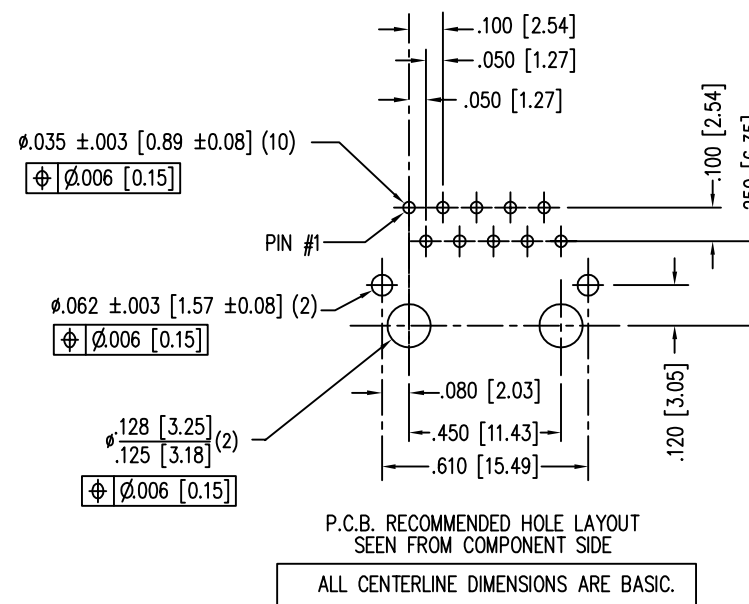 .100 [2.54]
.050 [1.27]
.050 [1.27]
⌀.035 ±.003 [0.89 ±0.08] (10)
⌖ ⌀.006 [0.15]
.100 [2.54]
PIN #1
⌀.062 ±.003 [1.57 ±0.08] (2)
⌖ ⌀.006 [0.15]
.080 [2.03]
.120 [3.05]
⌀ .128 [3.25] (2)
.125 [3.18]
.450 [11.43]
.610 [15.49]
⌖ ⌀.006 [0.15]
P.C.B. RECOMMENDED HOLE LAYOUT
SEEN FROM COMPONENT SIDE
ALL CENTERLINE DIMENSIONS ARE BASIC.